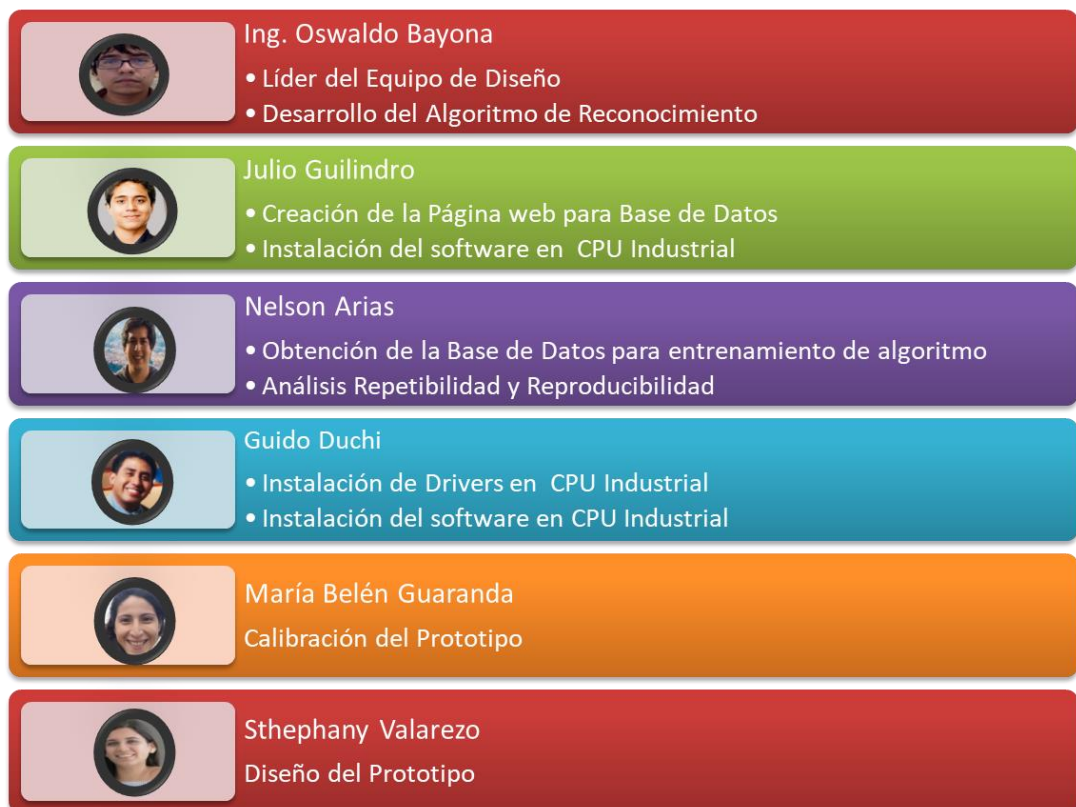 Ing. Oswaldo Bayona
• Líder del Equipo de Diseño
• Desarrollo del Algoritmo de Reconocimiento
Julio Guilindro
• Creación de la Página web para Base de Datos
• Instalación del software en CPU Industrial
Nelson Arias
• Obtención de la Base de Datos para entrenamiento de algoritmo
• Análisis Repetibilidad y Reproducibilidad
Guido Duchi
• Instalación de Drivers en CPU Industrial
• Instalación del software en CPU Industrial
María Belén Guaranda
Calibración del Prototipo
Sthephany Valarezo
Diseño del Prototipo